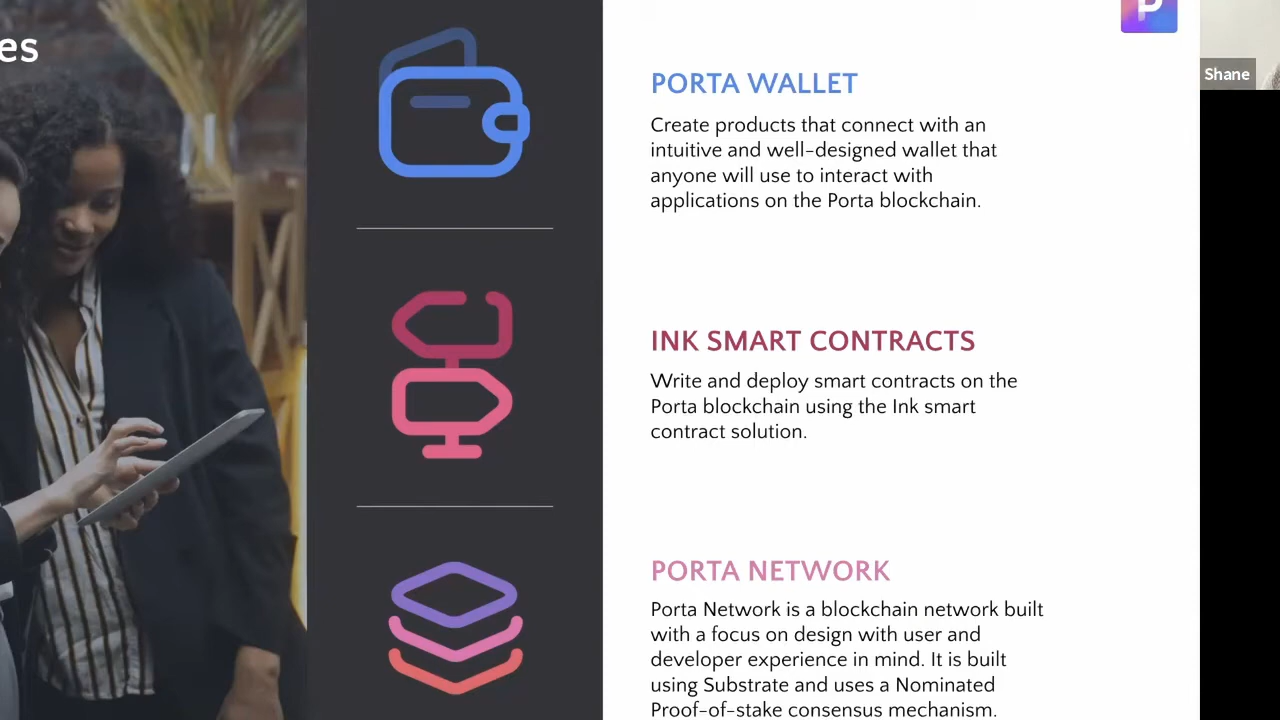 es
P
Shane
PORTA WALLET
Create products that connect with an
intuitive and well-designed wallet that
anyone will use to interact with
applications on the Porta blockchain.
INK SMART CONTRACTS
Write and deploy smart contracts on the
Porta blockchain using the Ink smart
contract solution.
PORTA NETWORK
Porta Network is a blockchain network built
with a focus on design with user and
developer experience in mind. It is built
using Substrate and uses a Nominated
Proof-of-stake consensus mechanism.